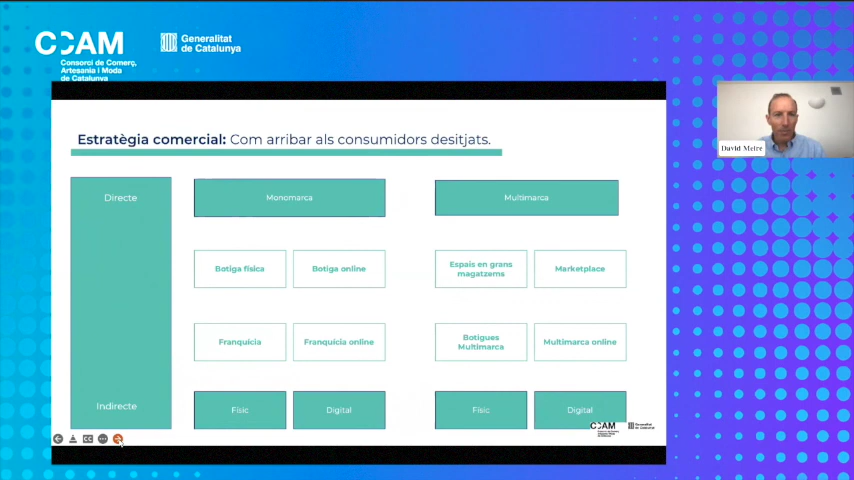 CCAM
Consorci de Comerç,
Artesania i Moda
de Catalunya
Generalitat
de Catalunya
Estratègia comercial: Com arribar als consumidors desitjats.
Directe
Monomarca
Multimarca
Botiga física
Botiga online
Espais en grans
magatzems
Marketplace
Franquícia
Franquícia online
Botigues
Multimarca
Multimarca online
Indirecte
Físic
Digital
Físic
Digital
CCAM
CC